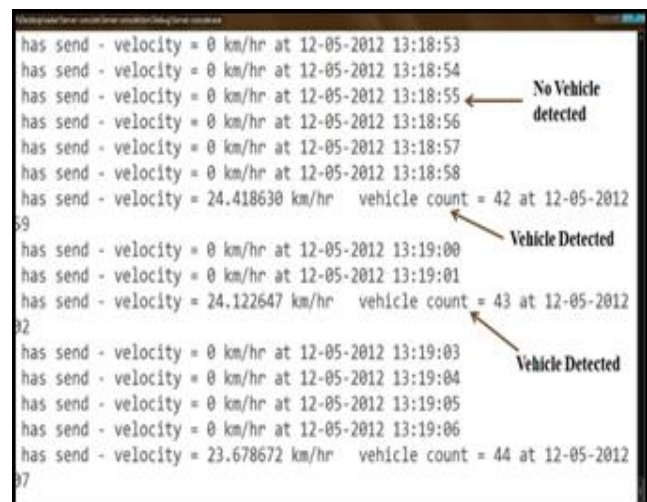 has send - velocity = 0 km/hr at 12-05-2012 13:18:53
has send - velocity = 0 km/hr at 12-05-2012 13:18:54
has send - velocity = 0 km/hr at 12-05-2012 13:18:55
No Vehicle
detected
has send - velocity = 0 km/hr at 12-05-2012 13:18:56
has send - velocity = 0 km/hr at 12-05-2012 13:18:57
has send - velocity = 0 km/hr at 12-05-2012 13:18:58
has send - velocity = 24.418630 km/hr vehicle count = 42 at 12-05-2012
59
Vehicle Detected
has send - velocity = 0 km/hr at 12-05-2012 13:19:00
has send - velocity = 0 km/hr at 12-05-2012 13:19:01
has send - velocity = 24.122647 km/hr vehicle count = 43 at 12-05-2012
02
has send - velocity = 0 km/hr at 12-05-2012 13:19:03
Vehicle Detected
has send - velocity = 0 km/hr at 12-05-2012 13:19:04
has send - velocity = 0 km/hr at 12-05-2012 13:19:05
has send - velocity = 0 km/hr at 12-05-2012 13:19:06
has send - velocity = 23.678672 km/hr vehicle count = 44 at 12-05-2012
07